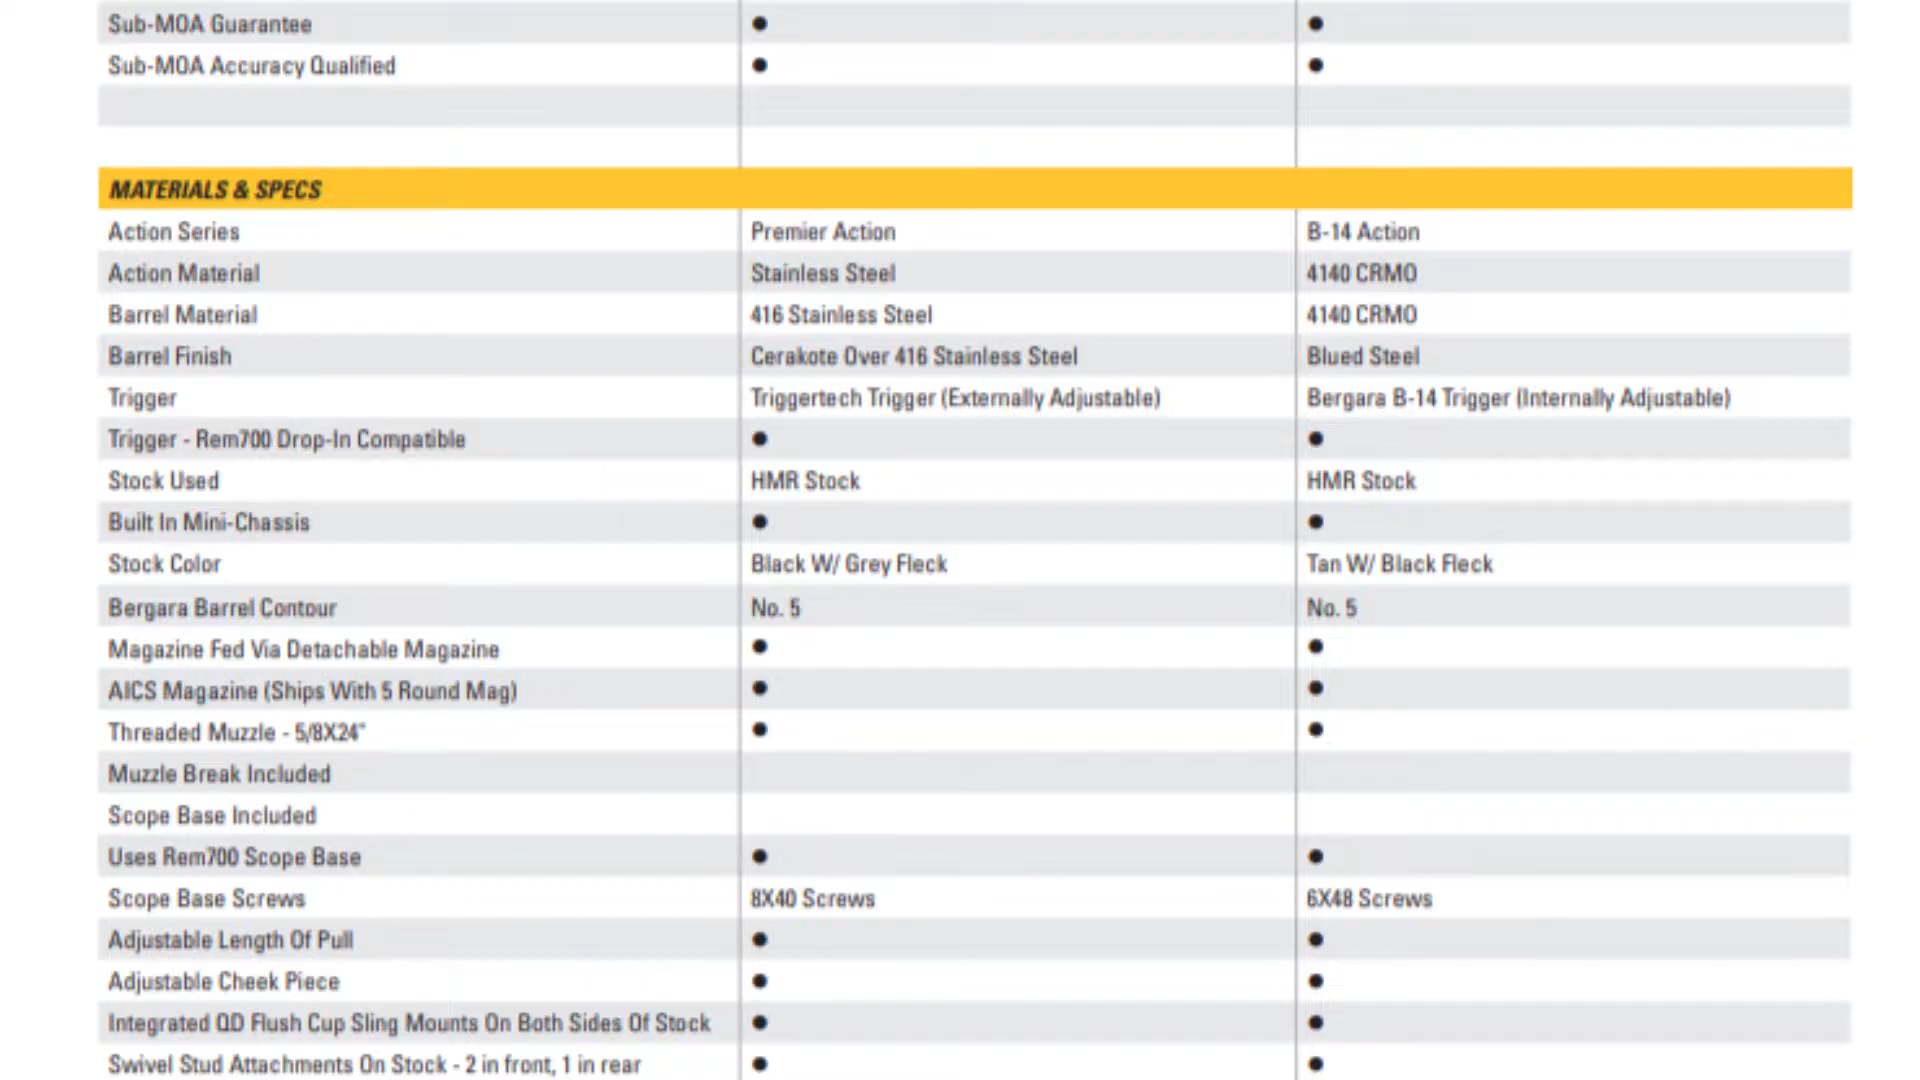 Sub-MOA Guarantee ● ●
Sub-MOA Accuracy Qualified ● ●
MATERIALS & SPECS
Action Series Premier Action B-14 Action
Action Material Stainless Steel 4140 CRMO
Barrel Material 416 Stainless Steel 4140 CRMO
Barrel Finish Cerakote Over 416 Stainless Steel Blued Steel
Trigger Triggertech Trigger (Externally Adjustable) Bergara B-14 Trigger (Internally Adjustable)
Trigger - Rem700 Drop-In Compatible ● ●
Stock Used HMR Stock HMR Stock
Built In Mini-Chassis ● ●
Stock Color Black W/ Grey Fleck Tan W/ Black Fleck
Bergara Barrel Contour No. 5 No. 5
Magazine Fed Via Detachable Magazine ● ●
AICS Magazine (Ships With 5 Round Mag) ● ●
Threaded Muzzle - 5/8X24" ● ●
Muzzle Break Included
Scope Base Included
Uses Rem700 Scope Base ● ●
Scope Base Screws 8X40 Screws 6X48 Screws
Adjustable Length Of Pull ● ●
Adjustable Cheek Piece ● ●
Integrated QD Flush Cup Sling Mounts On Both Sides Of Stock ● ●
Swivel Stud Attachments On Stock - 2 in front, 1 in rear ● ●